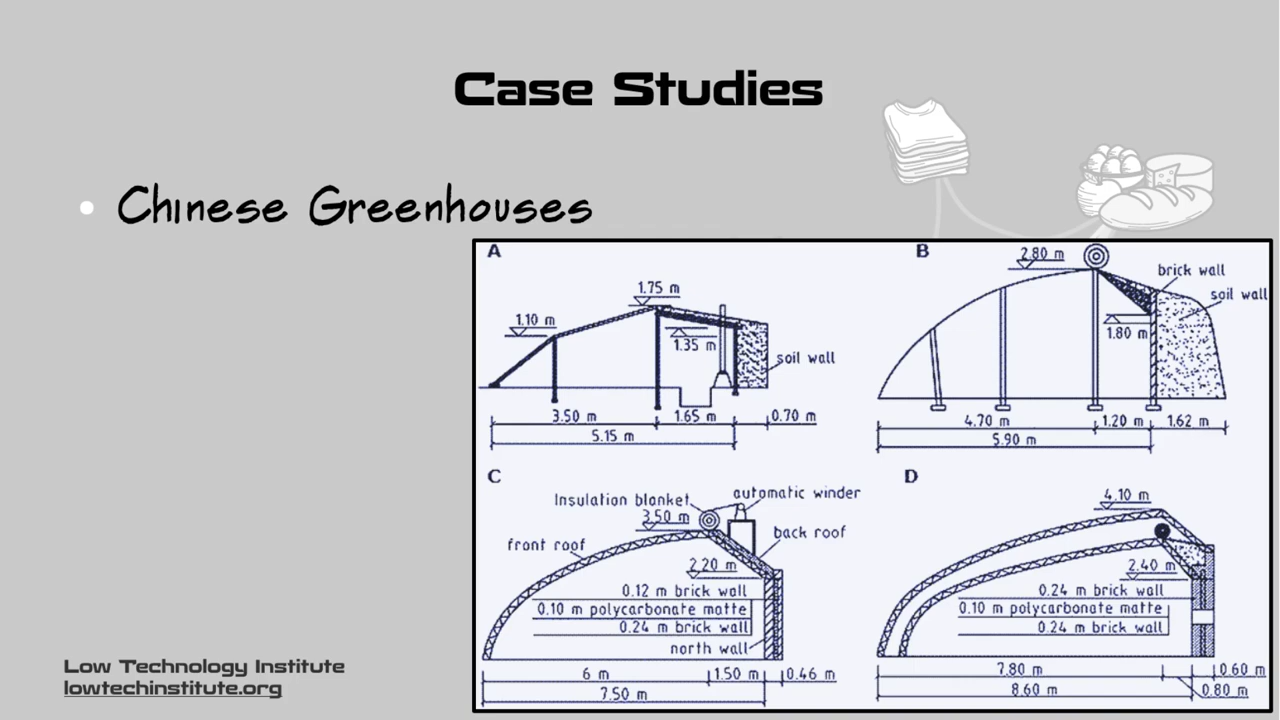 Case Studies
Chinese Greenhouses
A
1.75 m
1.10 m
1.35 m
soil wall
3.50 m 1.65 m 0.70 m
5.15 m
B
2.80 m
brick wall
soil wall
1.80 m
4.70 m 1.20 m 1.62 m
5.90 m
C
Insulation blanket
automatic winder
3.50 m
back roof
front roof
2.20 m
0.12 m brick wall
0.10 m polycarbonate matte
0.24 m brick wall
north wall
6 m 1.50 m 0.46 m
7.50 m
D
4.10 m
2.40 m
0.24 m brick wall
0.10 m polycarbonate matte
0.24 m brick wall
7.80 m 0.60 m
8.60 m 0.80 m
Low Technology Institute
lowtechinstitute.org